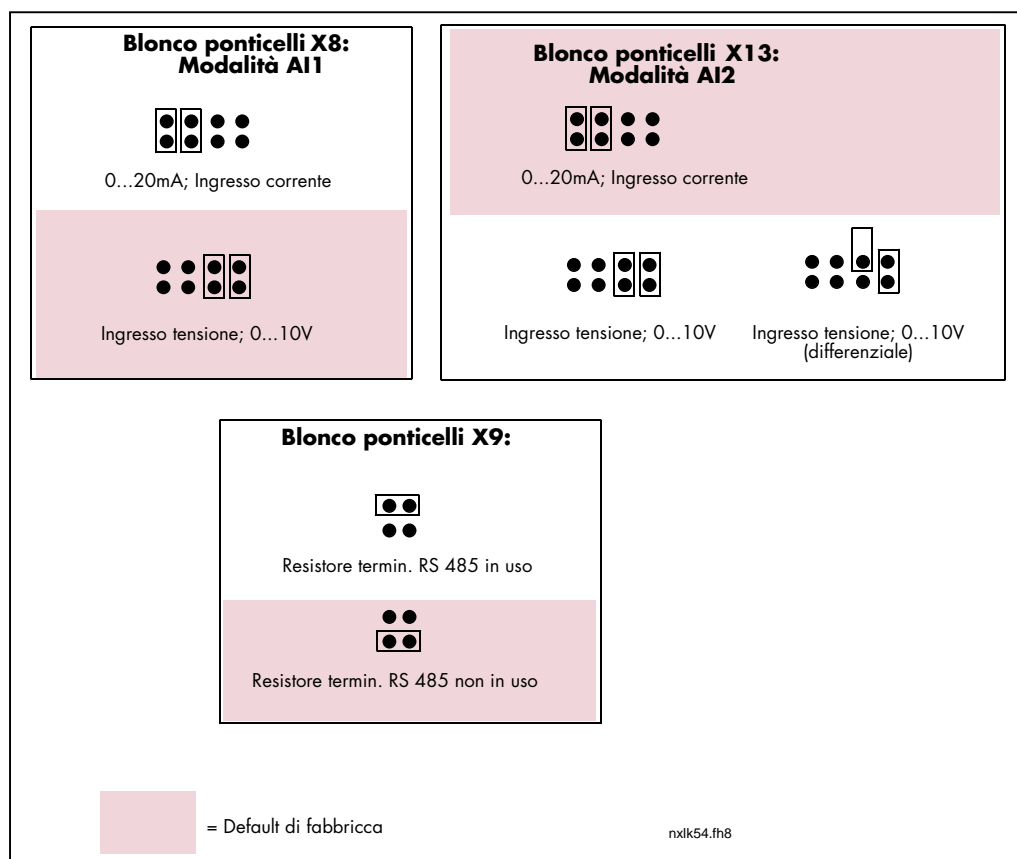 Blonco ponticelli X8:
Modalità AI1
0...20mA; Ingresso corrente
Ingresso tensione; 0...10V
Blonco ponticelli X13:
Modalità AI2
0...20mA; Ingresso corrente
Ingresso tensione; 0...10V
Ingresso tensione; 0...10V
(differenziale)
Blonco ponticelli X9:
Resistore termin. RS 485 in uso
Resistore termin. RS 485 non in uso
= Default di fabbricca
nxlk54.fh8